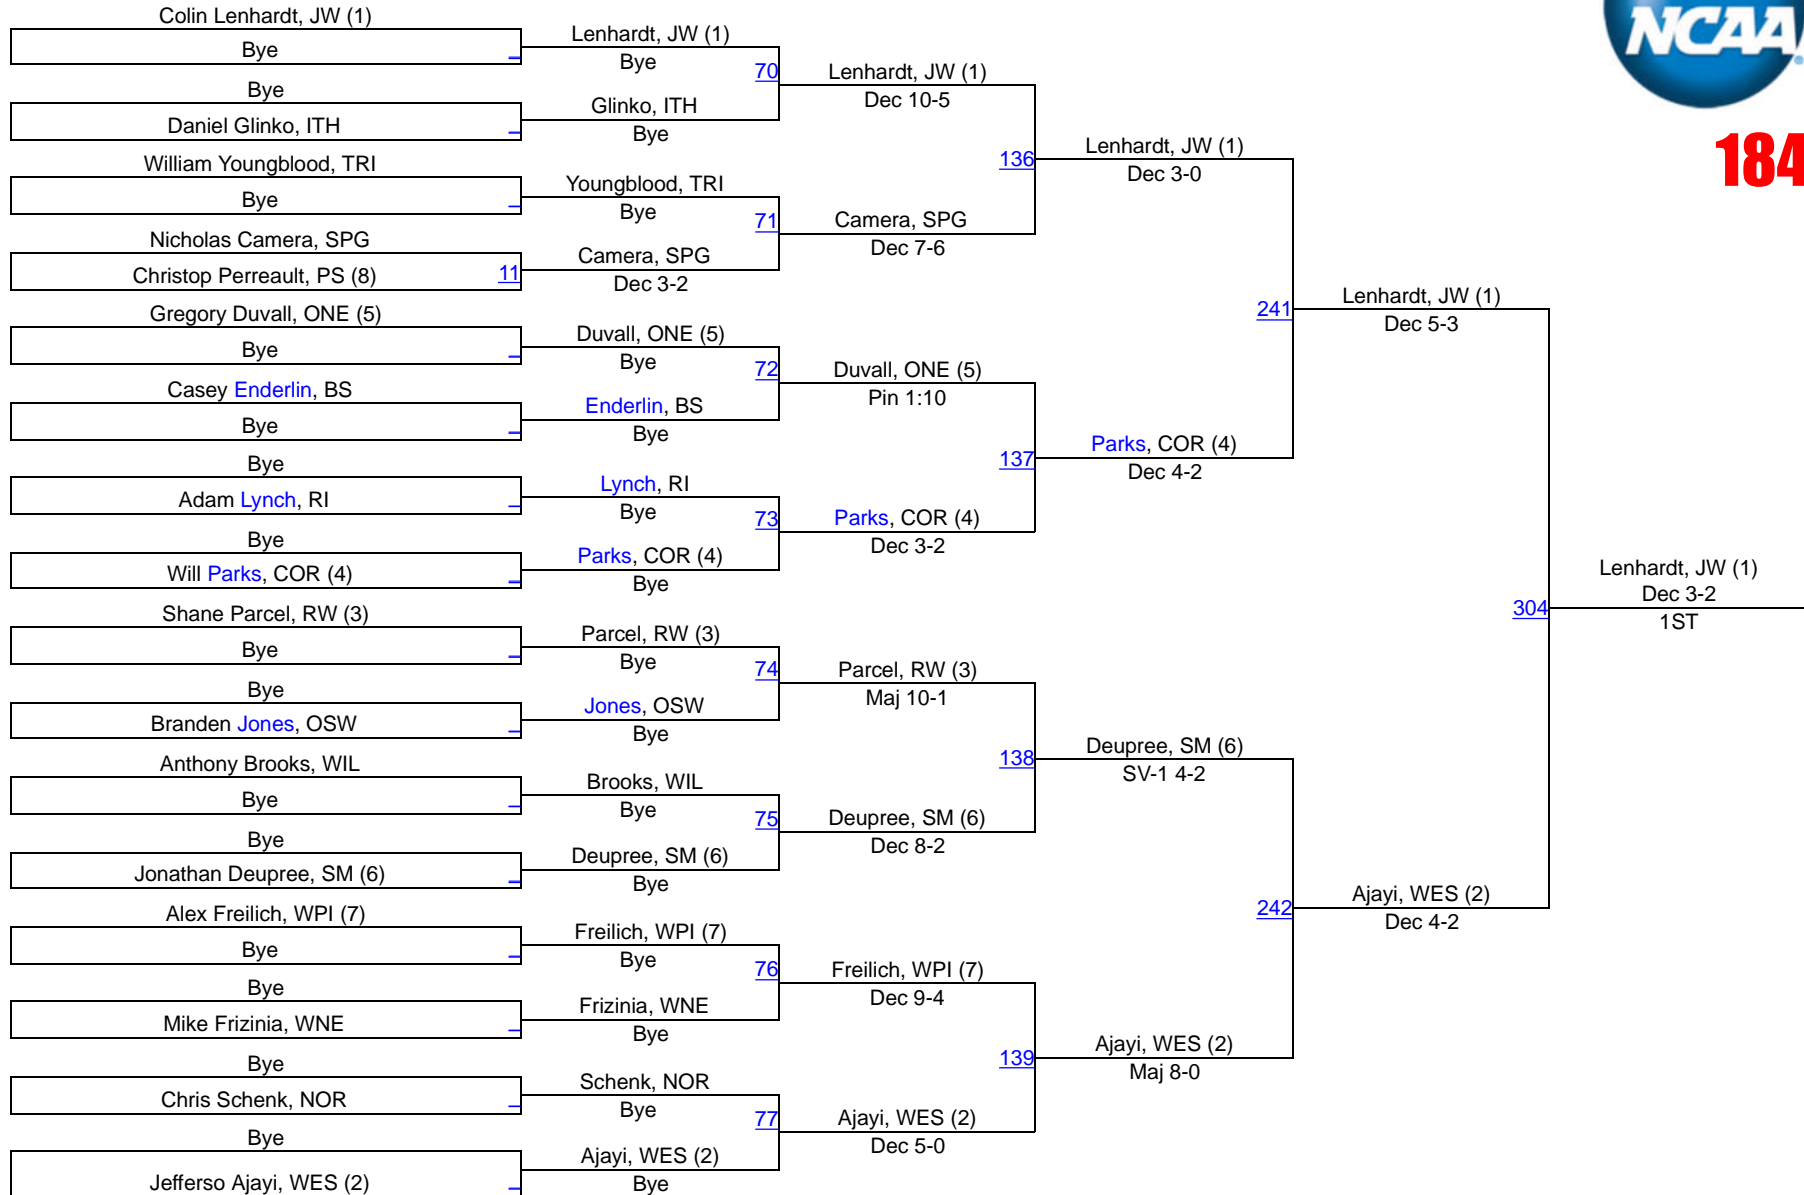 NCAA
184
Colin Lenhardt, JW (1)
Bye
Bye
Daniel Glinko, ITH
William Youngblood, TRI
Bye
Nicholas Camera, SPG
Christop Perreault, PS (8) 11
Gregory Duvall, ONE (5)
Bye
Casey Enderlin, BS
Bye
Bye
Adam Lynch, RI
Bye
Will Parks, COR (4)
Shane Parcel, RW (3)
Bye
Bye
Branden Jones, OSW
Anthony Brooks, WIL
Bye
Bye
Jonathan Deupree, SM (6)
Alex Freilich, WPI (7)
Bye
Bye
Mike Frizinia, WNE
Bye
Chris Schenk, NOR
Bye
Jefferso Ajayi, WES (2)
Lenhardt, JW (1)
Bye
70
Glinko, ITH
Bye
Youngblood, TRI
Bye
71
Camera, SPG
Dec 3-2
Duvall, ONE (5)
Bye
72
Enderlin, BS
Bye
Lynch, RI
Bye
73
Parks, COR (4)
Bye
Parcel, RW (3)
Bye
74
Jones, OSW
Bye
Brooks, WIL
Bye
75
Deupree, SM (6)
Bye
Freilich, WPI (7)
Bye
76
Frizinia, WNE
Bye
Schenk, NOR
Bye
77
Ajayi, WES (2)
Bye
Lenhardt, JW (1)
Dec 10-5
136
Camera, SPG
Dec 7-6
Duvall, ONE (5)
Pin 1:10
137
Parks, COR (4)
Dec 3-2
Parcel, RW (3)
Maj 10-1
138
Deupree, SM (6)
Dec 8-2
Freilich, WPI (7)
Dec 9-4
139
Ajayi, WES (2)
Dec 5-0
Lenhardt, JW (1)
Dec 3-0
241
Parks, COR (4)
Dec 4-2
Deupree, SM (6)
SV-1 4-2
242
Ajayi, WES (2)
Maj 8-0
Lenhardt, JW (1)
Dec 5-3
304
Ajayi, WES (2)
Dec 4-2
Lenhardt, JW (1)
Dec 3-2
1ST